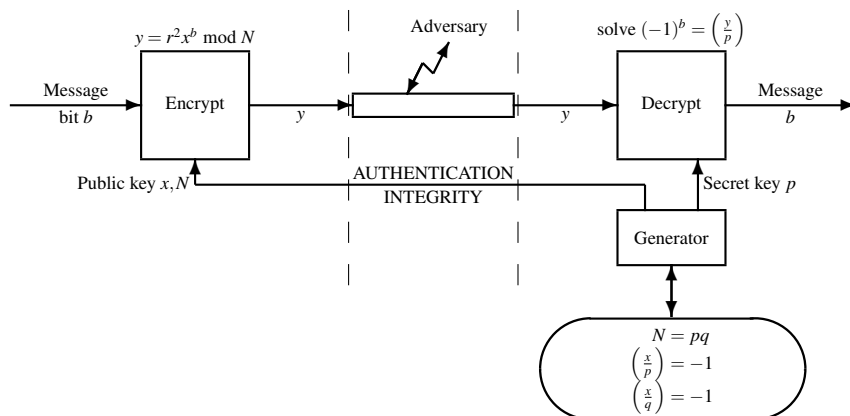 Adversary
y = r²xᵇ mod N
solve (−1)ᵇ = (y/p)
Message
bit b
Encrypt
y
y
Decrypt
Message
b
Public key x, N
AUTHENTICATION
INTEGRITY
Secret key p
Generator
N = pq
(x/p) = −1
(x/q) = −1